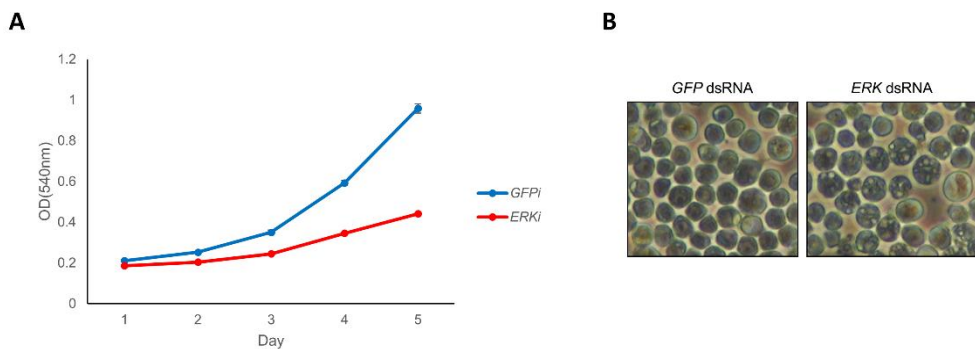 A
1.2
1
0.8
0.6
0.4
0.2
0
OD(540nm)
1 2 3 4 5
Day
GFPi
ERKi
B
GFP dsRNA
ERK dsRNA